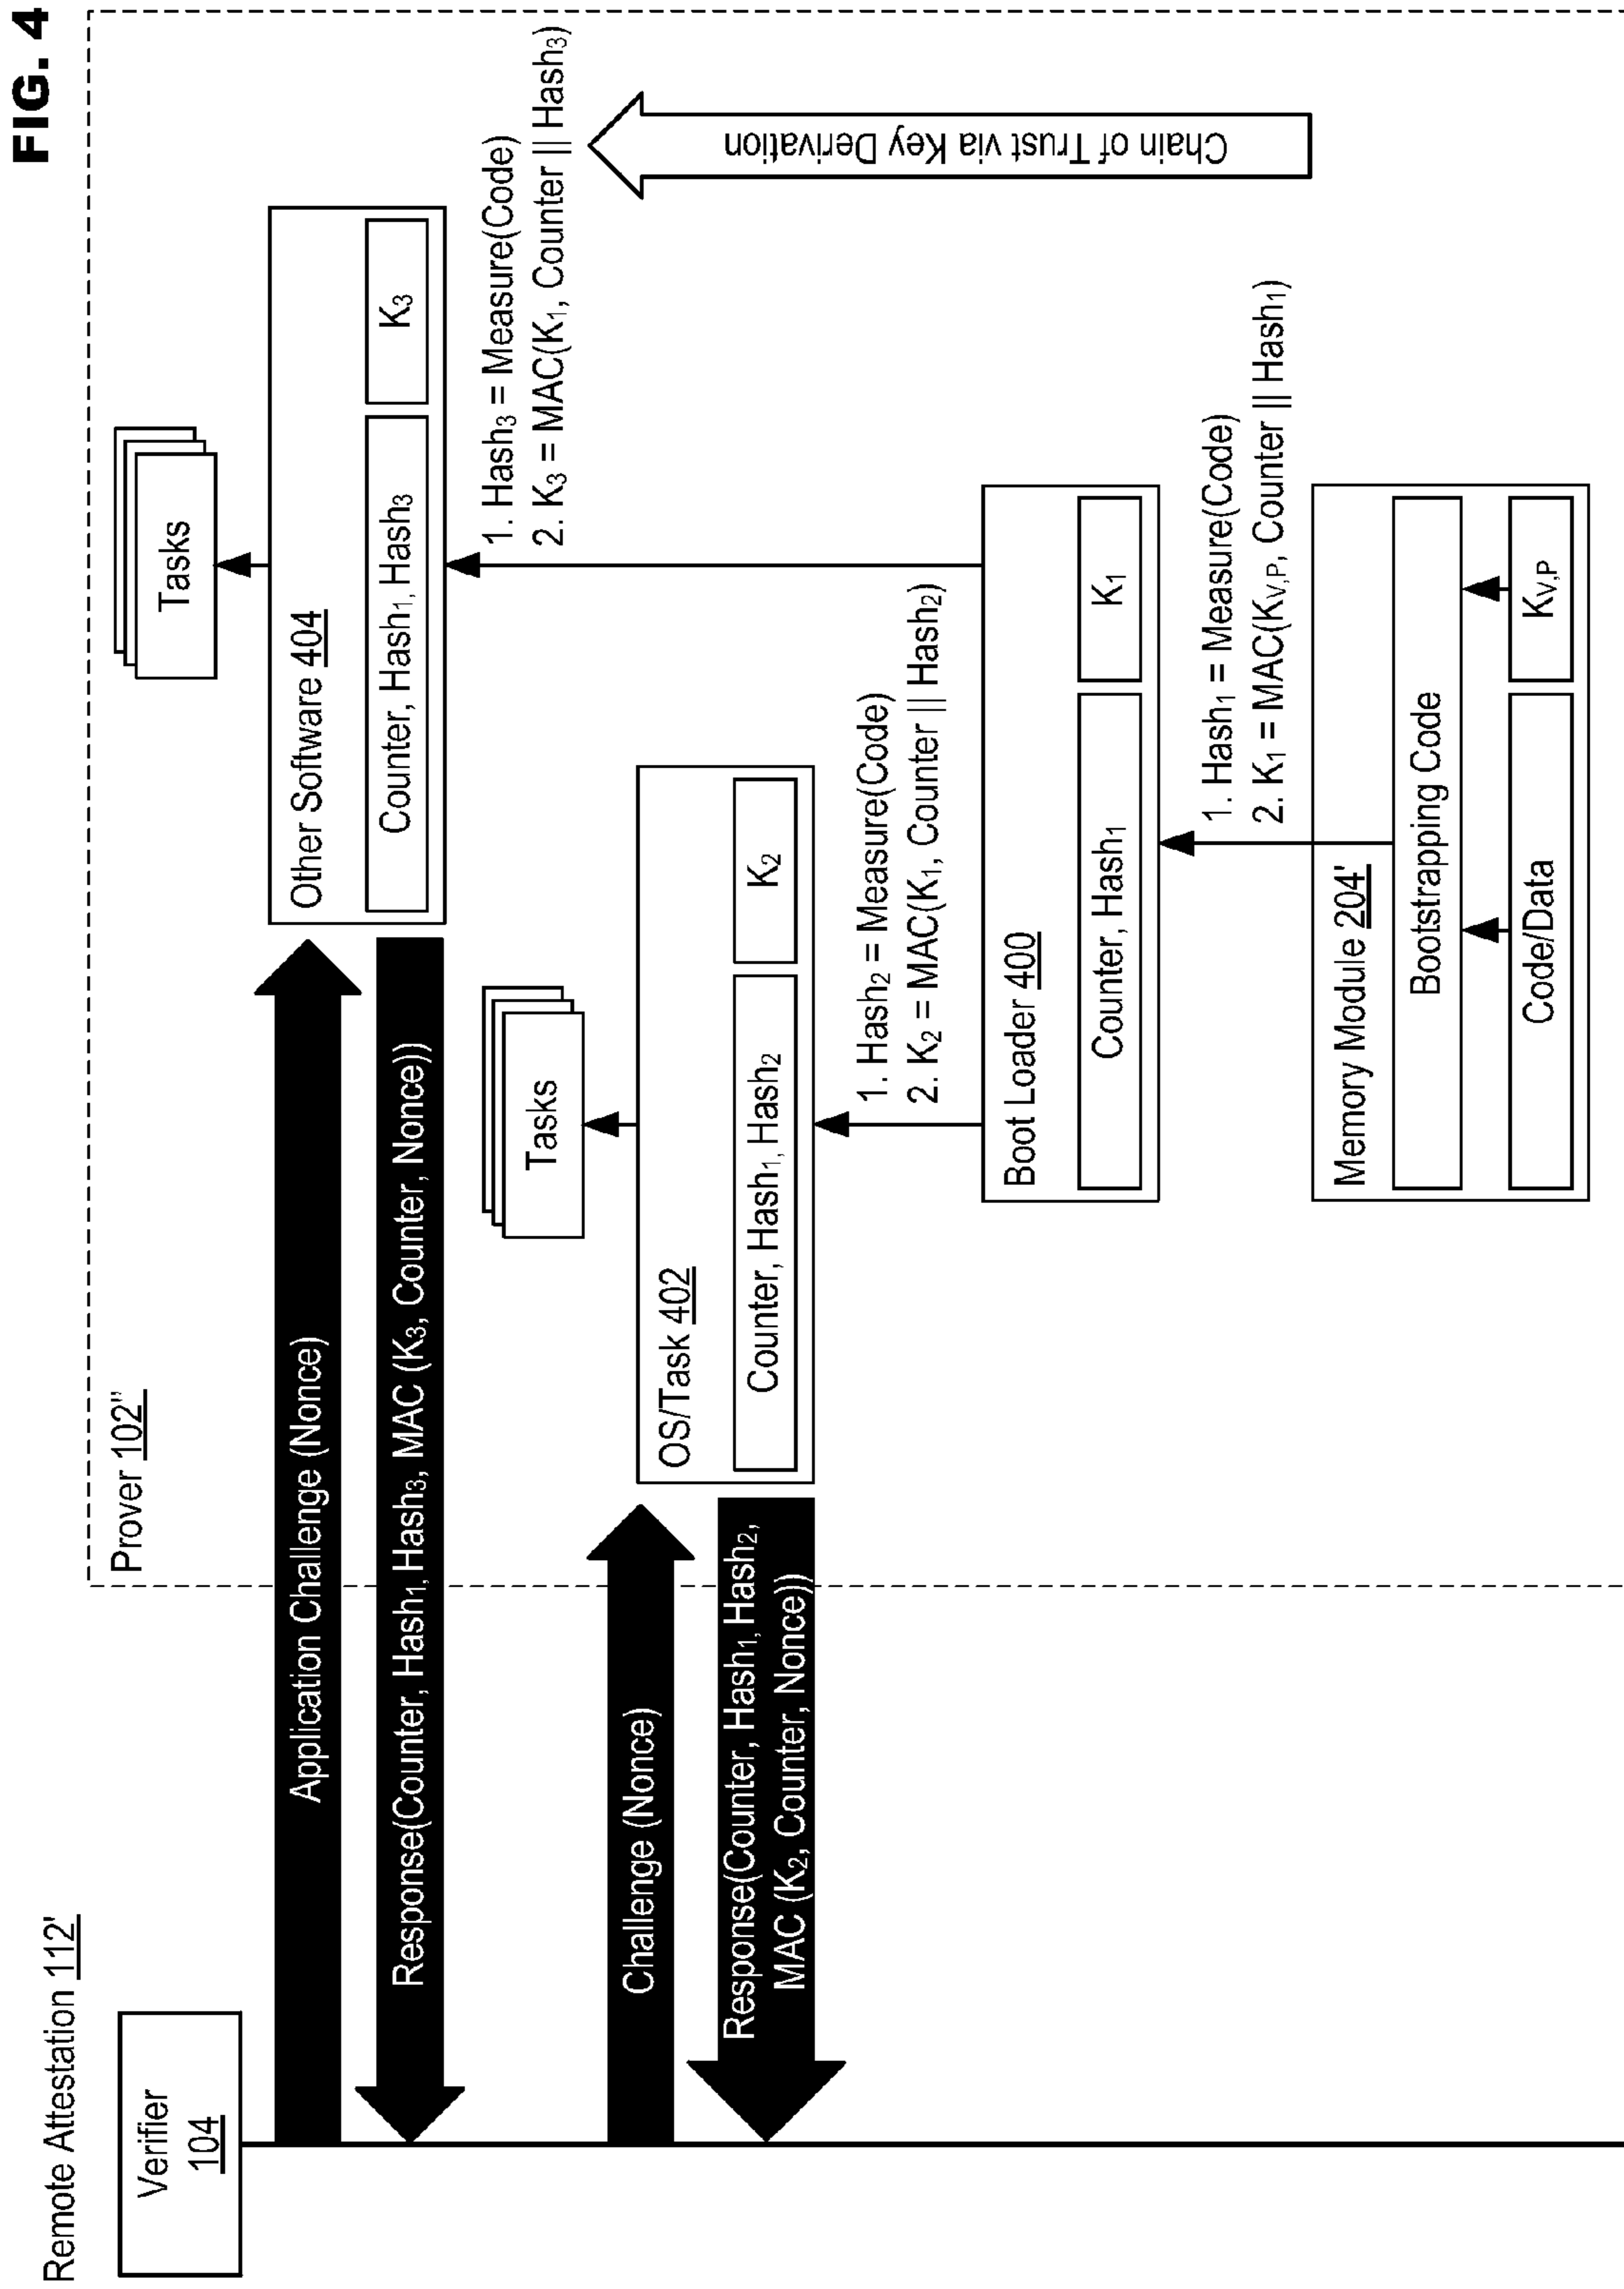 FIG. 4
Remote Attestation 112'
Verifier
104
Prover 102"
Application Challenge (Nonce)
Response(Counter, Hash₁, Hash₃, MAC (K₃, Counter, Nonce))
Tasks
Other Software 404
Counter, Hash₁, Hash₃
K₃
1. Hash₃ = Measure(Code)
2. K₃ = MAC(K₁, Counter || Hash₃)
Challenge (Nonce)
Response(Counter, Hash₁, Hash₂,
MAC (K₂, Counter, Nonce))
Tasks
OS/Task 402
Counter, Hash₁, Hash₂
K₂
1. Hash₂ = Measure(Code)
2. K₂ = MAC(K₁, Counter || Hash₂)
Chain of Trust via Key Derivation
Boot Loader 400
Counter, Hash₁
K₁
1. Hash₁ = Measure(Code)
2. K₁ = MAC(Kᵥ,ₚ, Counter || Hash₁)
Memory Module 204'
Bootstrapping Code
Code/Data
Kᵥ,ₚ